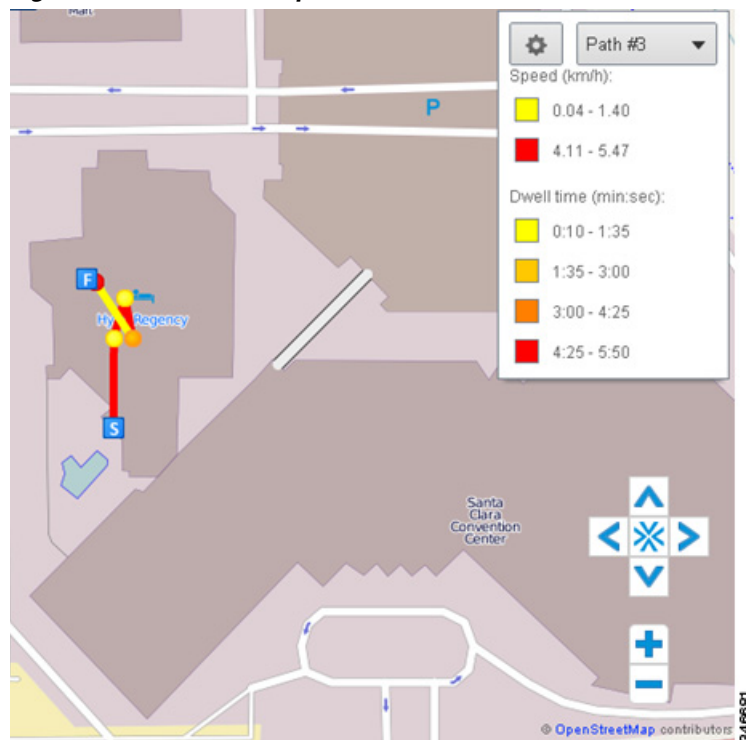 Path #3
Speed (km/h):
0.04 - 1.40
4.11 - 5.47
Dwell time (min:sec):
0:10 - 1:35
1:35 - 3:00
3:00 - 4:25
4:25 - 5:50
P
F
Regency
S
Santa
Clara
Convention
Center
© OpenStreetMap contributors
346691